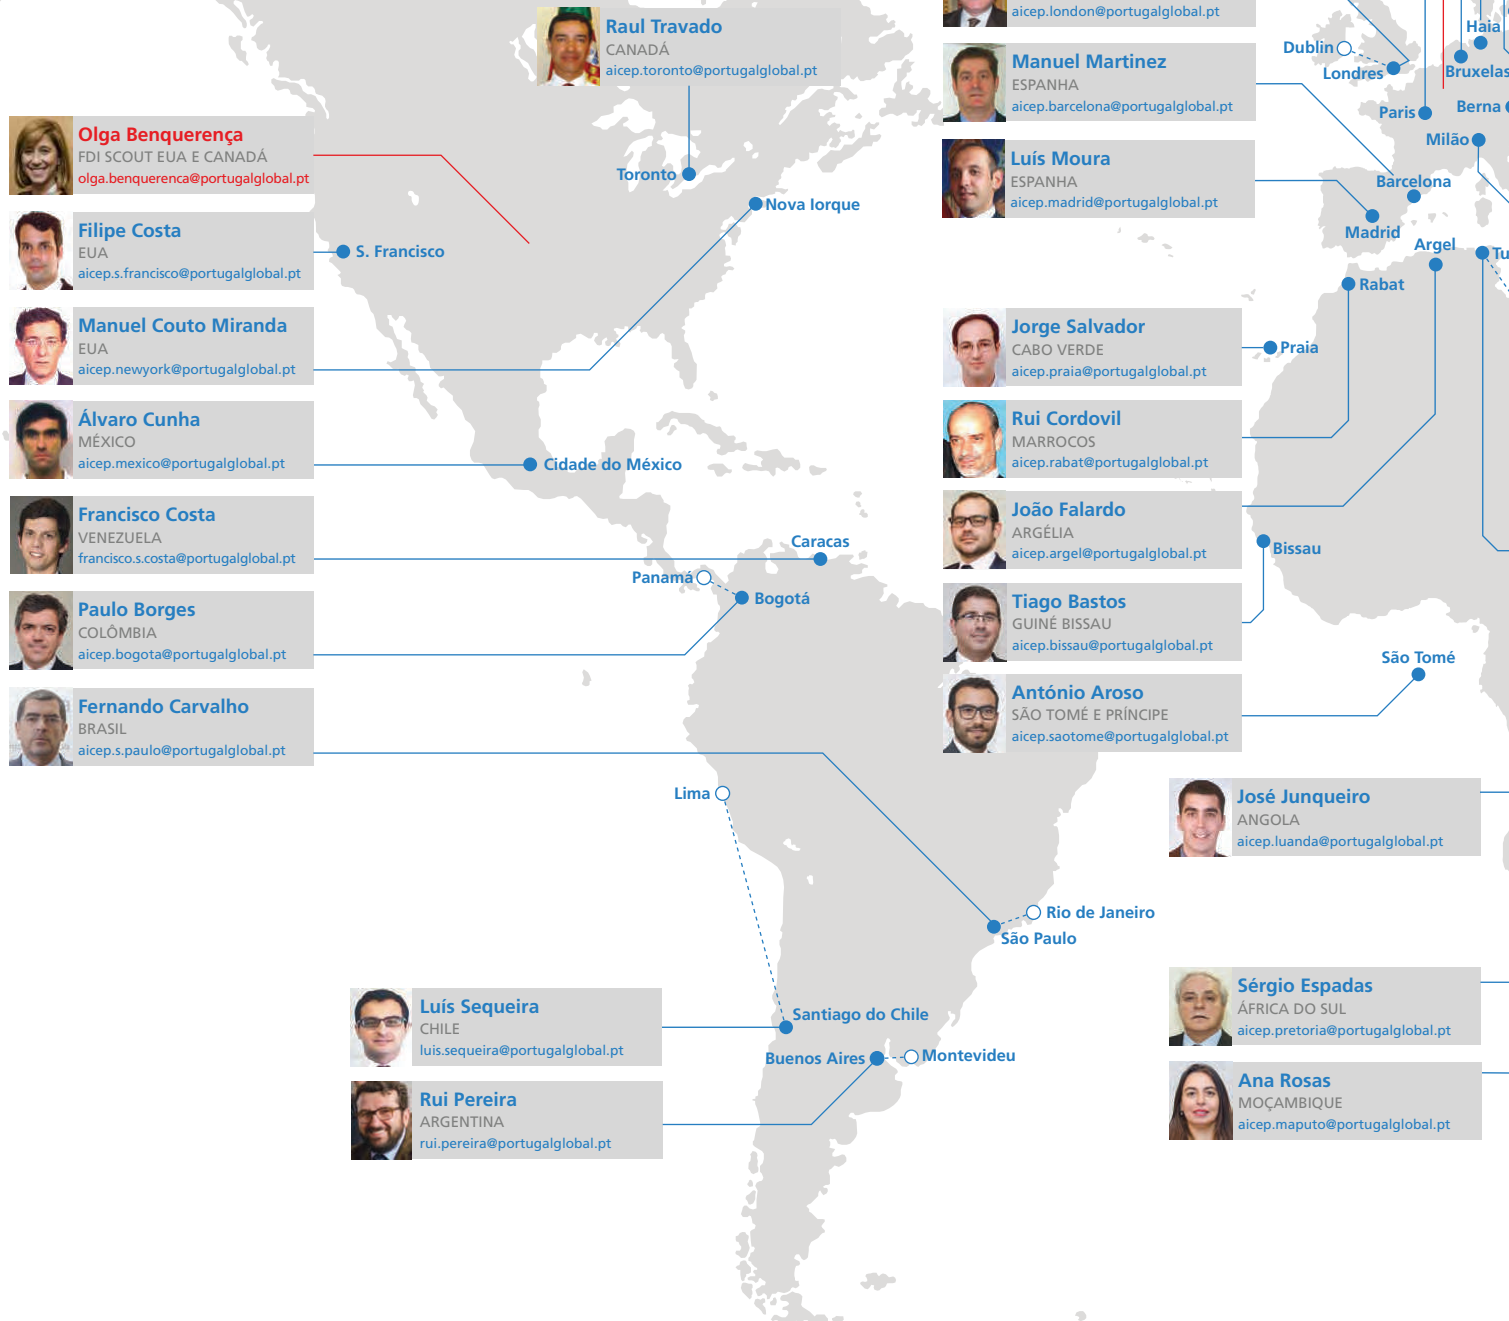 Raul Travado
CANADÁ
aicep.toronto@portugalglobal.pt
Olga Benquerença
FDI SCOUT EUA E CANADÁ
olga.benquerenca@portugalglobal.pt
Filipe Costa
EUA
aicep.s.francisco@portugalglobal.pt
Manuel Couto Miranda
EUA
aicep.newyork@portugalglobal.pt
Álvaro Cunha
MÉXICO
aicep.mexico@portugalglobal.pt
Francisco Costa
VENEZUELA
francisco.s.costa@portugalglobal.pt
Paulo Borges
COLÔMBIA
aicep.bogota@portugalglobal.pt
Fernando Carvalho
BRASIL
aicep.s.paulo@portugalglobal.pt
Luís Sequeira
CHILE
luis.sequeira@portugalglobal.pt
Rui Pereira
ARGENTINA
rui.pereira@portugalglobal.pt
Toronto
Nova Iorque
S. Francisco
Cidade do México
Caracas
Panamá
Bogotá
Lima
Rio de Janeiro
São Paulo
Santiago do Chile
Buenos Aires
Montevideu
aicep.london@portugalglobal.pt
Manuel Martinez
ESPANHA
aicep.barcelona@portugalglobal.pt
Luís Moura
ESPANHA
aicep.madrid@portugalglobal.pt
Jorge Salvador
CABO VERDE
aicep.praia@portugalglobal.pt
Rui Cordovil
MARROCOS
aicep.rabat@portugalglobal.pt
João Falardo
ARGÉLIA
aicep.argel@portugalglobal.pt
Tiago Bastos
GUINÉ BISSAU
aicep.bissau@portugalglobal.pt
António Aroso
SÃO TOMÉ E PRÍNCIPE
aicep.saotome@portugalglobal.pt
José Junqueiro
ANGOLA
aicep.luanda@portugalglobal.pt
Sérgio Espadas
ÁFRICA DO SUL
aicep.pretoria@portugalglobal.pt
Ana Rosas
MOÇAMBIQUE
aicep.maputo@portugalglobal.pt
Haia
Dublin
Londres
Bruxelas
Paris
Berna
Milão
Barcelona
Madrid
Argel
Tu
Rabat
Praia
Bissau
São Tomé